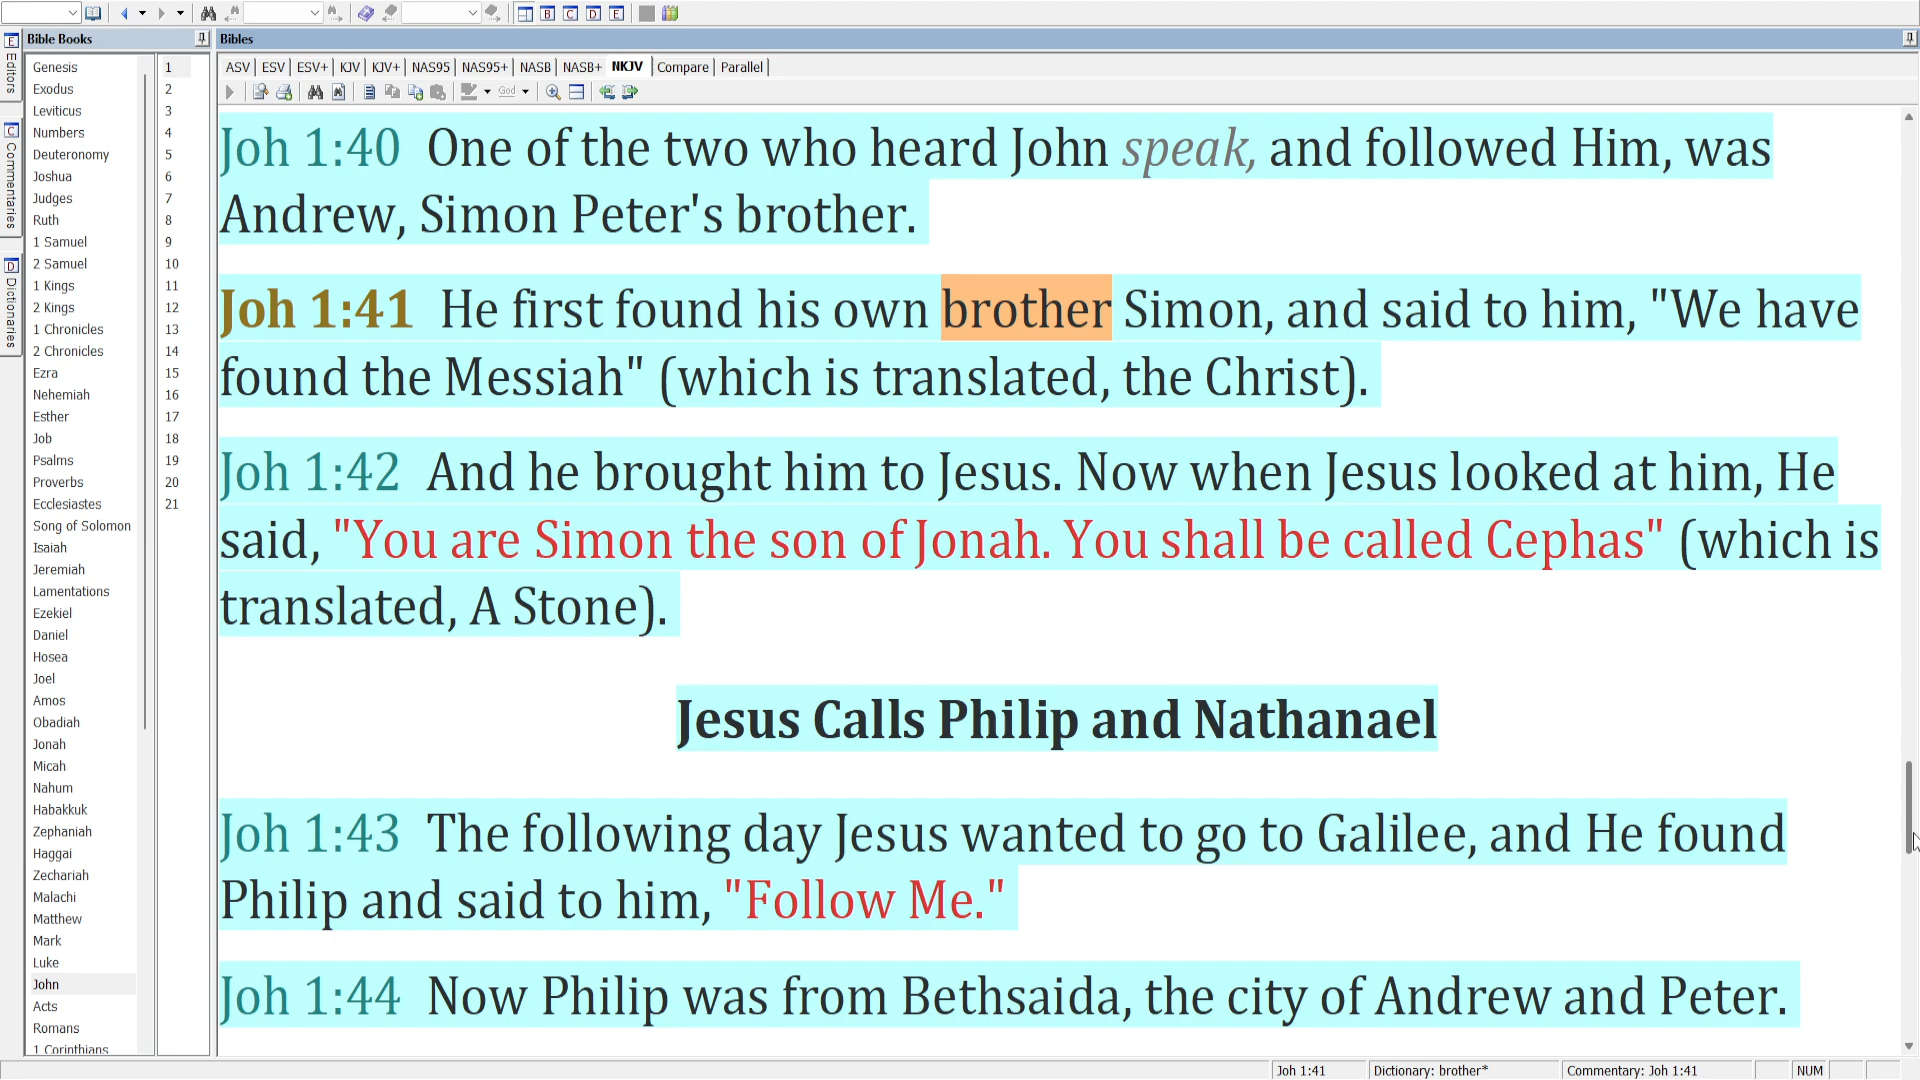 Bible Books
Bibles
E Editors
C Commentaries
D Dictionaries
B C D E
ASV ESV ESV+ KJV KJV+ NAS95 NAS95+ NASB NASB+ NKJV Compare Parallel
God
Genesis 1
Exodus 2
Leviticus 3
Numbers 4
Deuteronomy 5
Joshua 6
Judges 7
Ruth 8
1 Samuel 9
2 Samuel 10
1 Kings 11
2 Kings 12
1 Chronicles 13
2 Chronicles 14
Ezra 15
Nehemiah 16
Esther 17
Job 18
Psalms 19
Proverbs 20
Ecclesiastes 21
Song of Solomon
Isaiah
Jeremiah
Lamentations
Ezekiel
Daniel
Hosea
Joel
Amos
Obadiah
Jonah
Micah
Nahum
Habakkuk
Zephaniah
Haggai
Zechariah
Malachi
Matthew
Mark
Luke
John
Acts
Romans
1 Corinthians
Joh 1:40 One of the two who heard John speak, and followed Him, was
Andrew, Simon Peter's brother.
Joh 1:41 He first found his own brother Simon, and said to him, "We have
found the Messiah" (which is translated, the Christ).
Joh 1:42 And he brought him to Jesus. Now when Jesus looked at him, He
said, "You are Simon the son of Jonah. You shall be called Cephas" (which is
translated, A Stone).
Jesus Calls Philip and Nathanael
Joh 1:43 The following day Jesus wanted to go to Galilee, and He found
Philip and said to him, "Follow Me."
Joh 1:44 Now Philip was from Bethsaida, the city of Andrew and Peter.
Joh 1:41 Dictionary: brother* Commentary: Joh 1:41 NUM